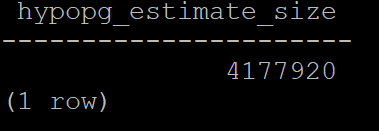 hypopg_estimate_size
----------------------
4177920
(1 row)